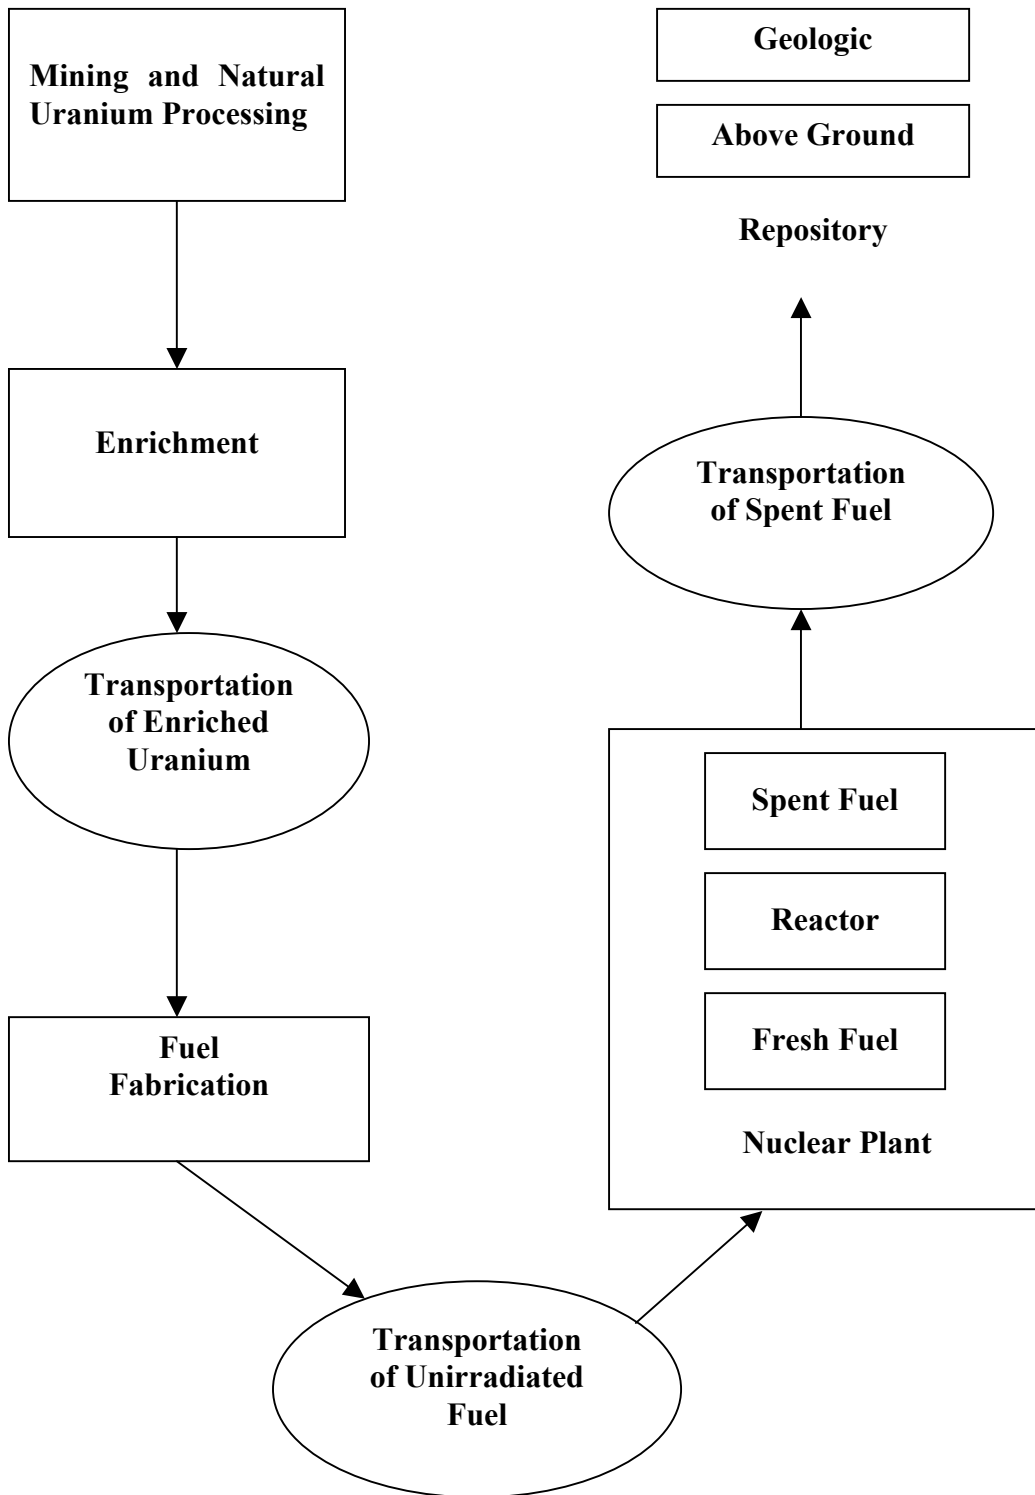 Mining and Natural
Uranium Processing
Enrichment
Transportation
of Enriched
Uranium
Fuel
Fabrication
Transportation
of Unirradiated
Fuel
Geologic
Above Ground
Repository
Transportation
of Spent Fuel
Spent Fuel
Reactor
Fresh Fuel
Nuclear Plant